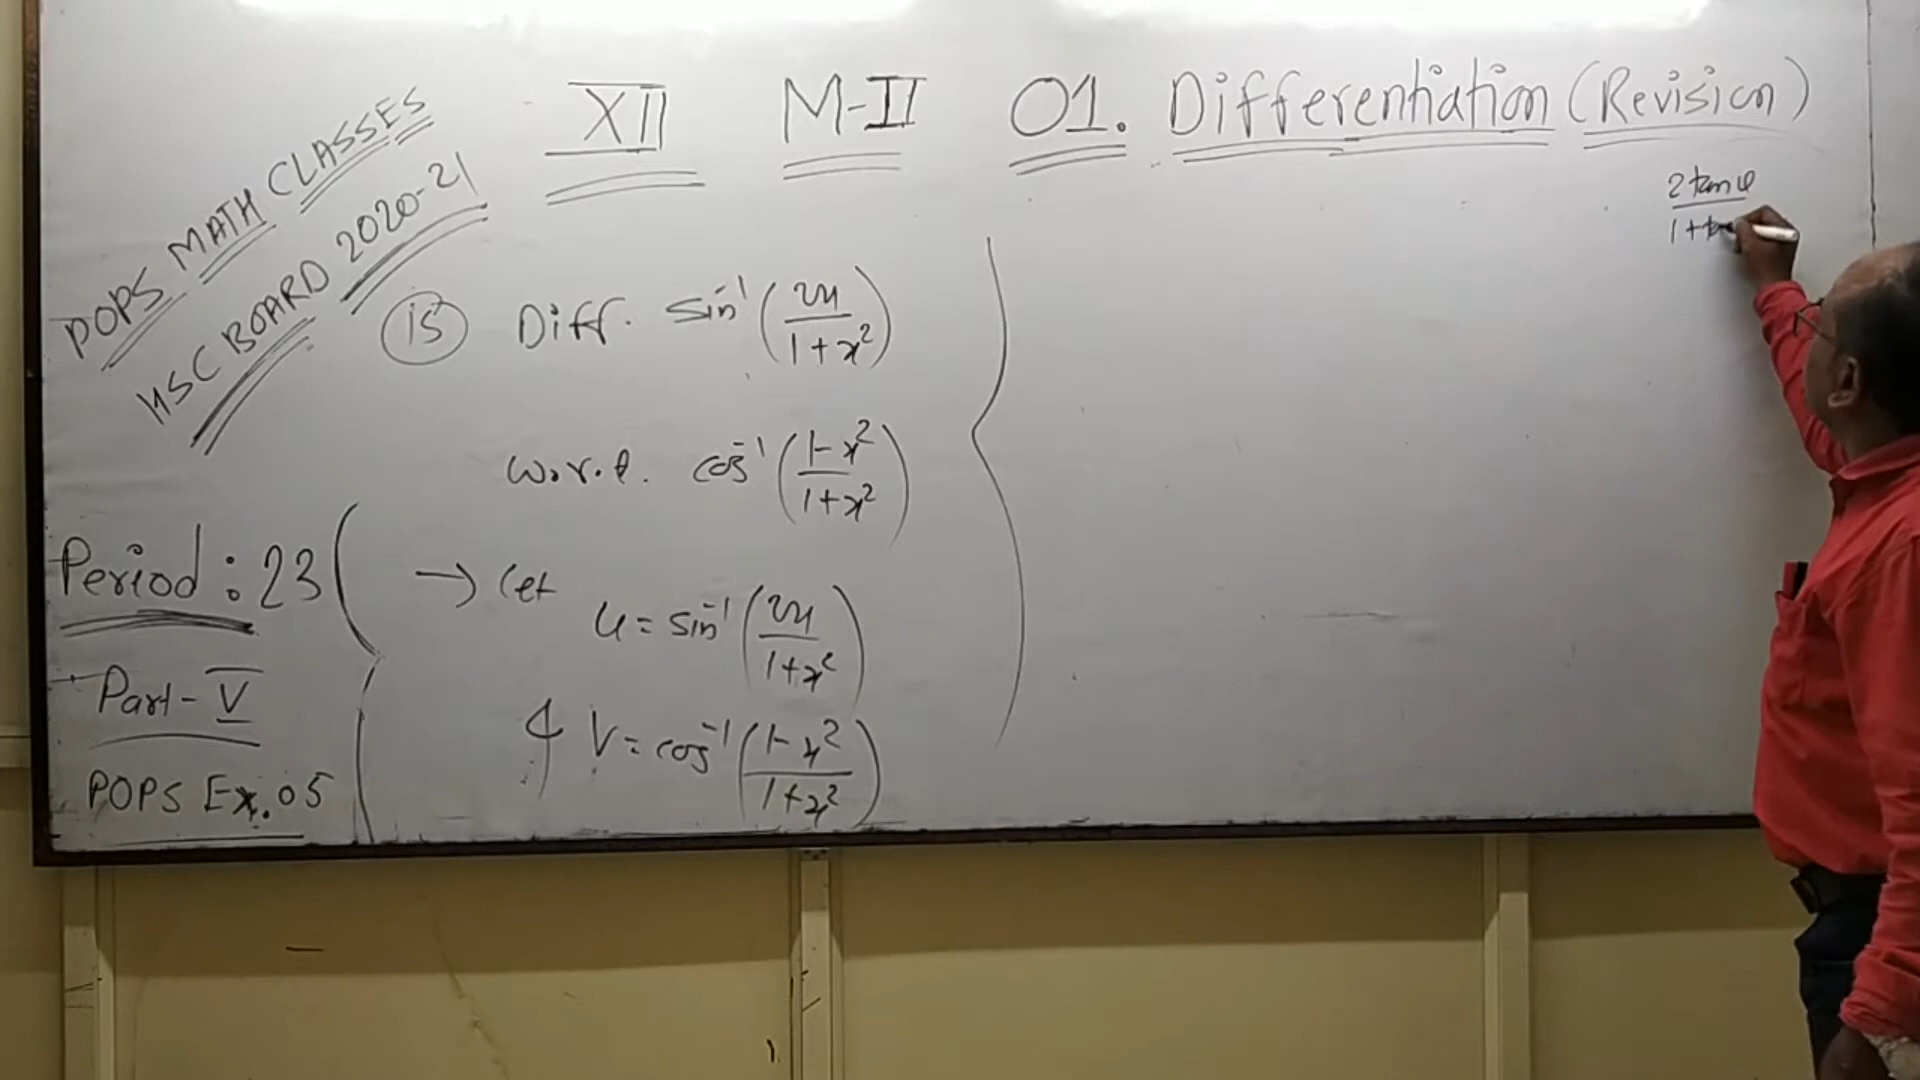 XII M-II 01. Differentiation (Revision)
POPS MATH CLASSES
HSC BOARD 2020-21
2 tan θ
1 + tan
(15) Diff. sin⁻¹ (2x / 1+x²)
w.r.t. cos⁻¹ (1-x² / 1+x²)
Period : 23
Part - V
POPS Ex. 05
→ Let
u = sin⁻¹ (2x / 1+x²)
& V = cos⁻¹ (1-x² / 1+x²)